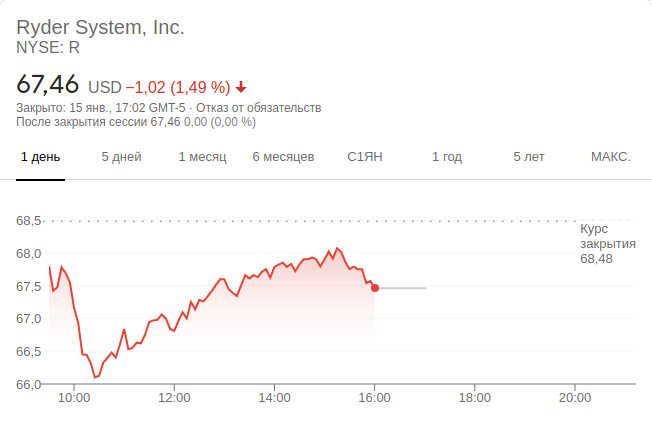 Ryder System, Inc.
NYSE: R
67,46 USD −1,02 (1,49 %)
Закрыто: 15 янв., 17:02 GMT-5 · Отказ от обязательств
После закрытия сессии 67,46 0,00 (0,00 %)
1 день 5 дней 1 месяц 6 месяцев С1ЯН 1 год 5 лет МАКС.
68,5
Курс
закрытия
68,48
68,0
67,5
67,0
66,5
66,0
10:00 12:00 14:00 16:00 18:00 20:00